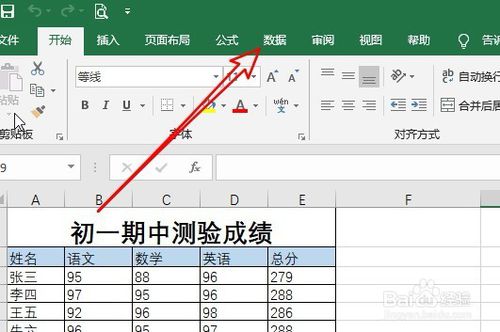 文件 开始 插入 页面布局 公式 数据 审阅 视图 帮助 告诉
粘贴 等线 11 A A 自动换行
B I U A wén 文 合并后居
剪贴板 字体 对齐方式
9 fx
A B C D E F
初一期中测验成绩
姓名 语文 数学 英语 总分
张三 95 88 96 279
李四 97 95 96 288
王五 92 96 98 286
朱六 96 95 97 288
Baidu 经验
jingyan.baidu.com